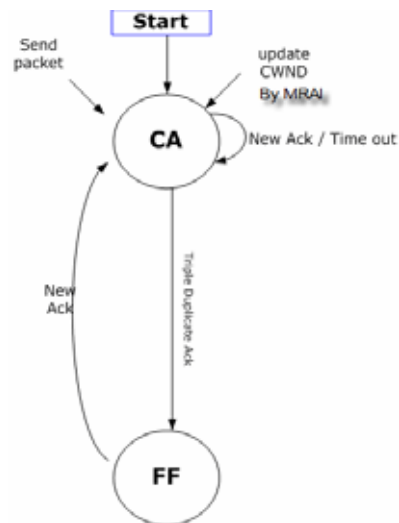 Start
Send
packet
update
CWND
By MRAI
CA
New Ack / Time out
Triple Duplicate Ack
New
Ack
FF